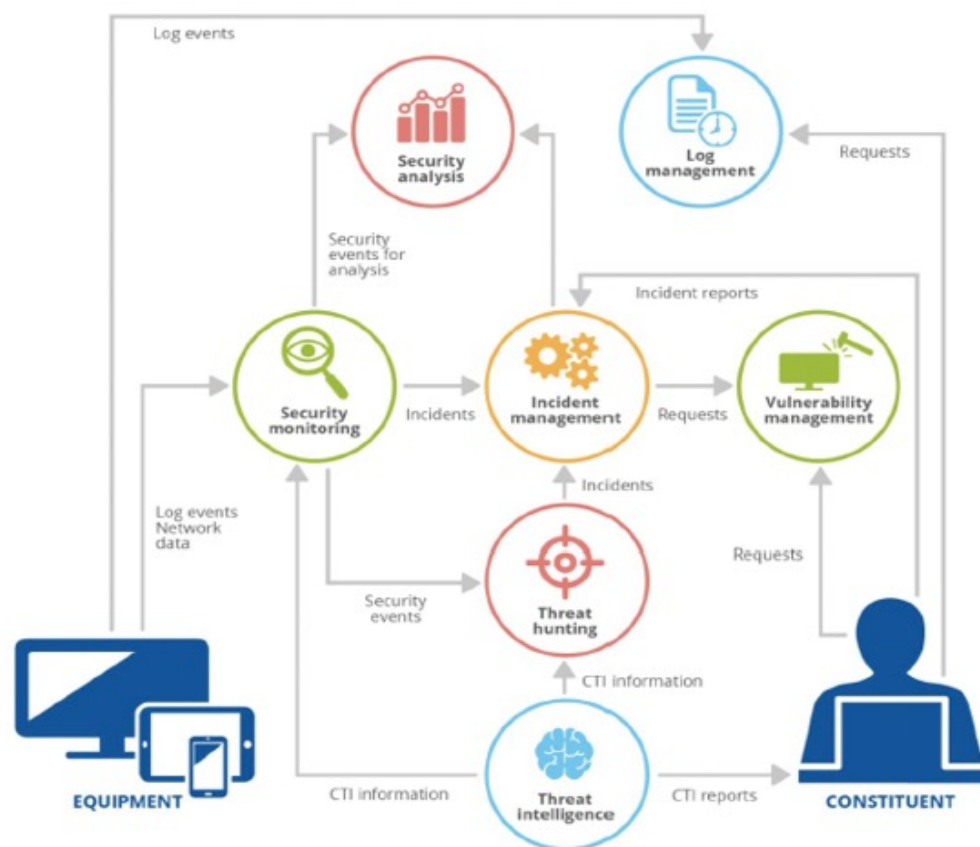 Log events
Security
analysis
Log
management
Requests
Security
events for
analysis
Incident reports
Security
monitoring
Incidents
Incident
management
Requests
Vulnerability
management
Incidents
Log events
Network
data
Requests
Security
events
Threat
hunting
CTI information
EQUIPMENT
CTI information
Threat
intelligence
CTI reports
CONSTITUENT